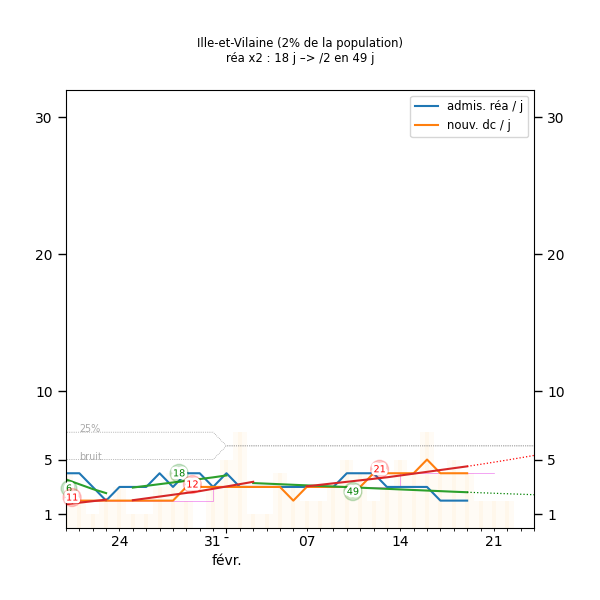 Ille-et-Vilaine (2% de la population)
réa x2 : 18 j –> /2 en 49 j
admis. réa / j
nouv. dc / j
30 30
20 20
10 10
25%
bruit
5 5
18
21
6
12
49
11
1 1
24 31 - 07 14 21
févr.